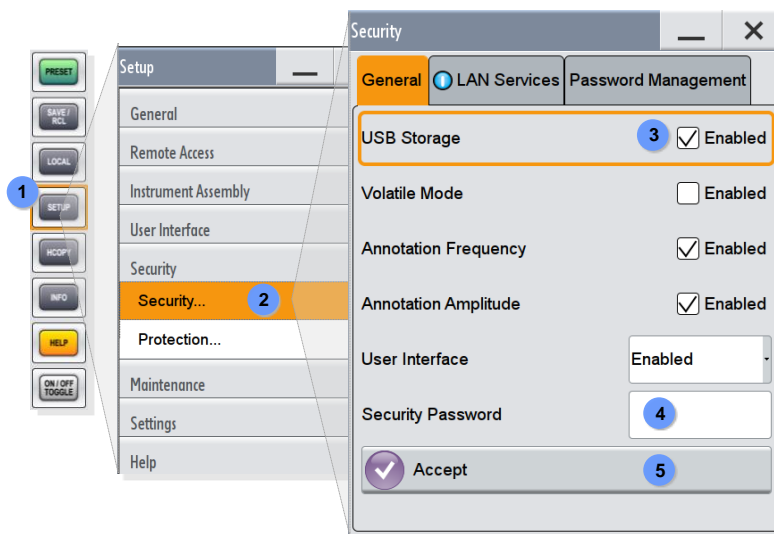 PRESET
SAVE /
RCL
LOCAL
1
SETUP
HCOPY
INFO
HELP
ON / OFF
TOGGLE
Setup
General
Remote Access
Instrument Assembly
User Interface
Security
Security... 2
Protection...
Maintenance
Settings
Help
Security
General LAN Services Password Management
USB Storage 3 Enabled
Volatile Mode Enabled
Annotation Frequency Enabled
Annotation Amplitude Enabled
User Interface Enabled
Security Password 4
Accept 5